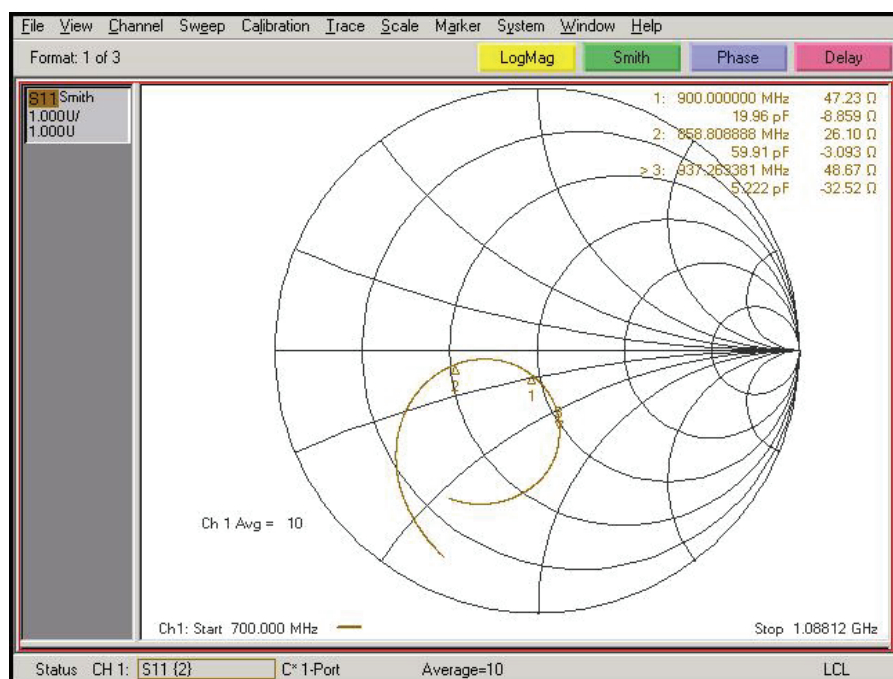 File View Channel Sweep Calibration Trace Scale Marker System Window Help
Format: 1 of 3 LogMag Smith Phase Delay
S11 Smith
1.000U/
1.000U
1: 900.000000 MHz 47.23 Ω
19.96 pF -8.859 Ω
2: 858.808888 MHz 26.10 Ω
59.91 pF -3.093 Ω
> 3: 937.263381 MHz 48.67 Ω
5.222 pF -32.52 Ω
2
1
3
Ch 1 Avg = 10
Ch1: Start 700.000 MHz Stop 1.08812 GHz
Status CH 1: S11 {2} C* 1-Port Average=10 LCL